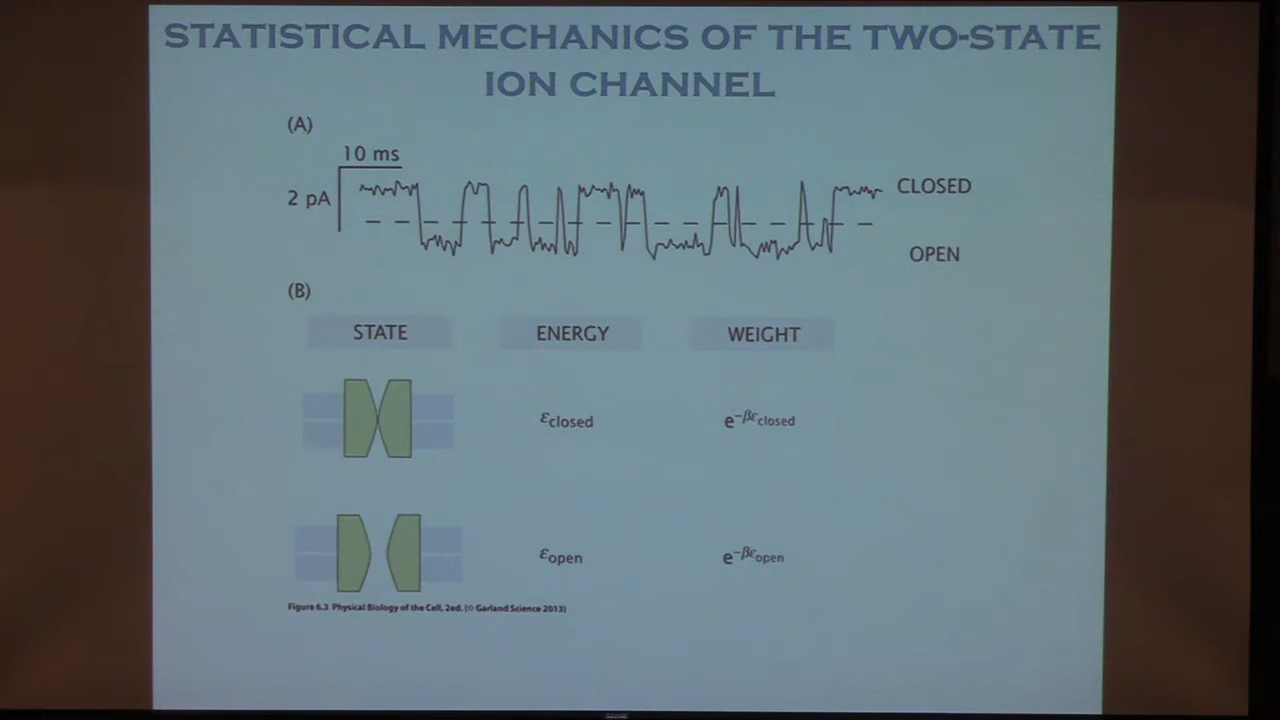 STATISTICAL MECHANICS OF THE TWO-STATE
ION CHANNEL
(A)
10 ms
2 pA
CLOSED
OPEN
(B)
STATE ENERGY WEIGHT
εclosed e^−βεclosed
εopen e^−βεopen
Figure 6.3 Physical Biology of the Cell, 2ed. (© Garland Science 2013)